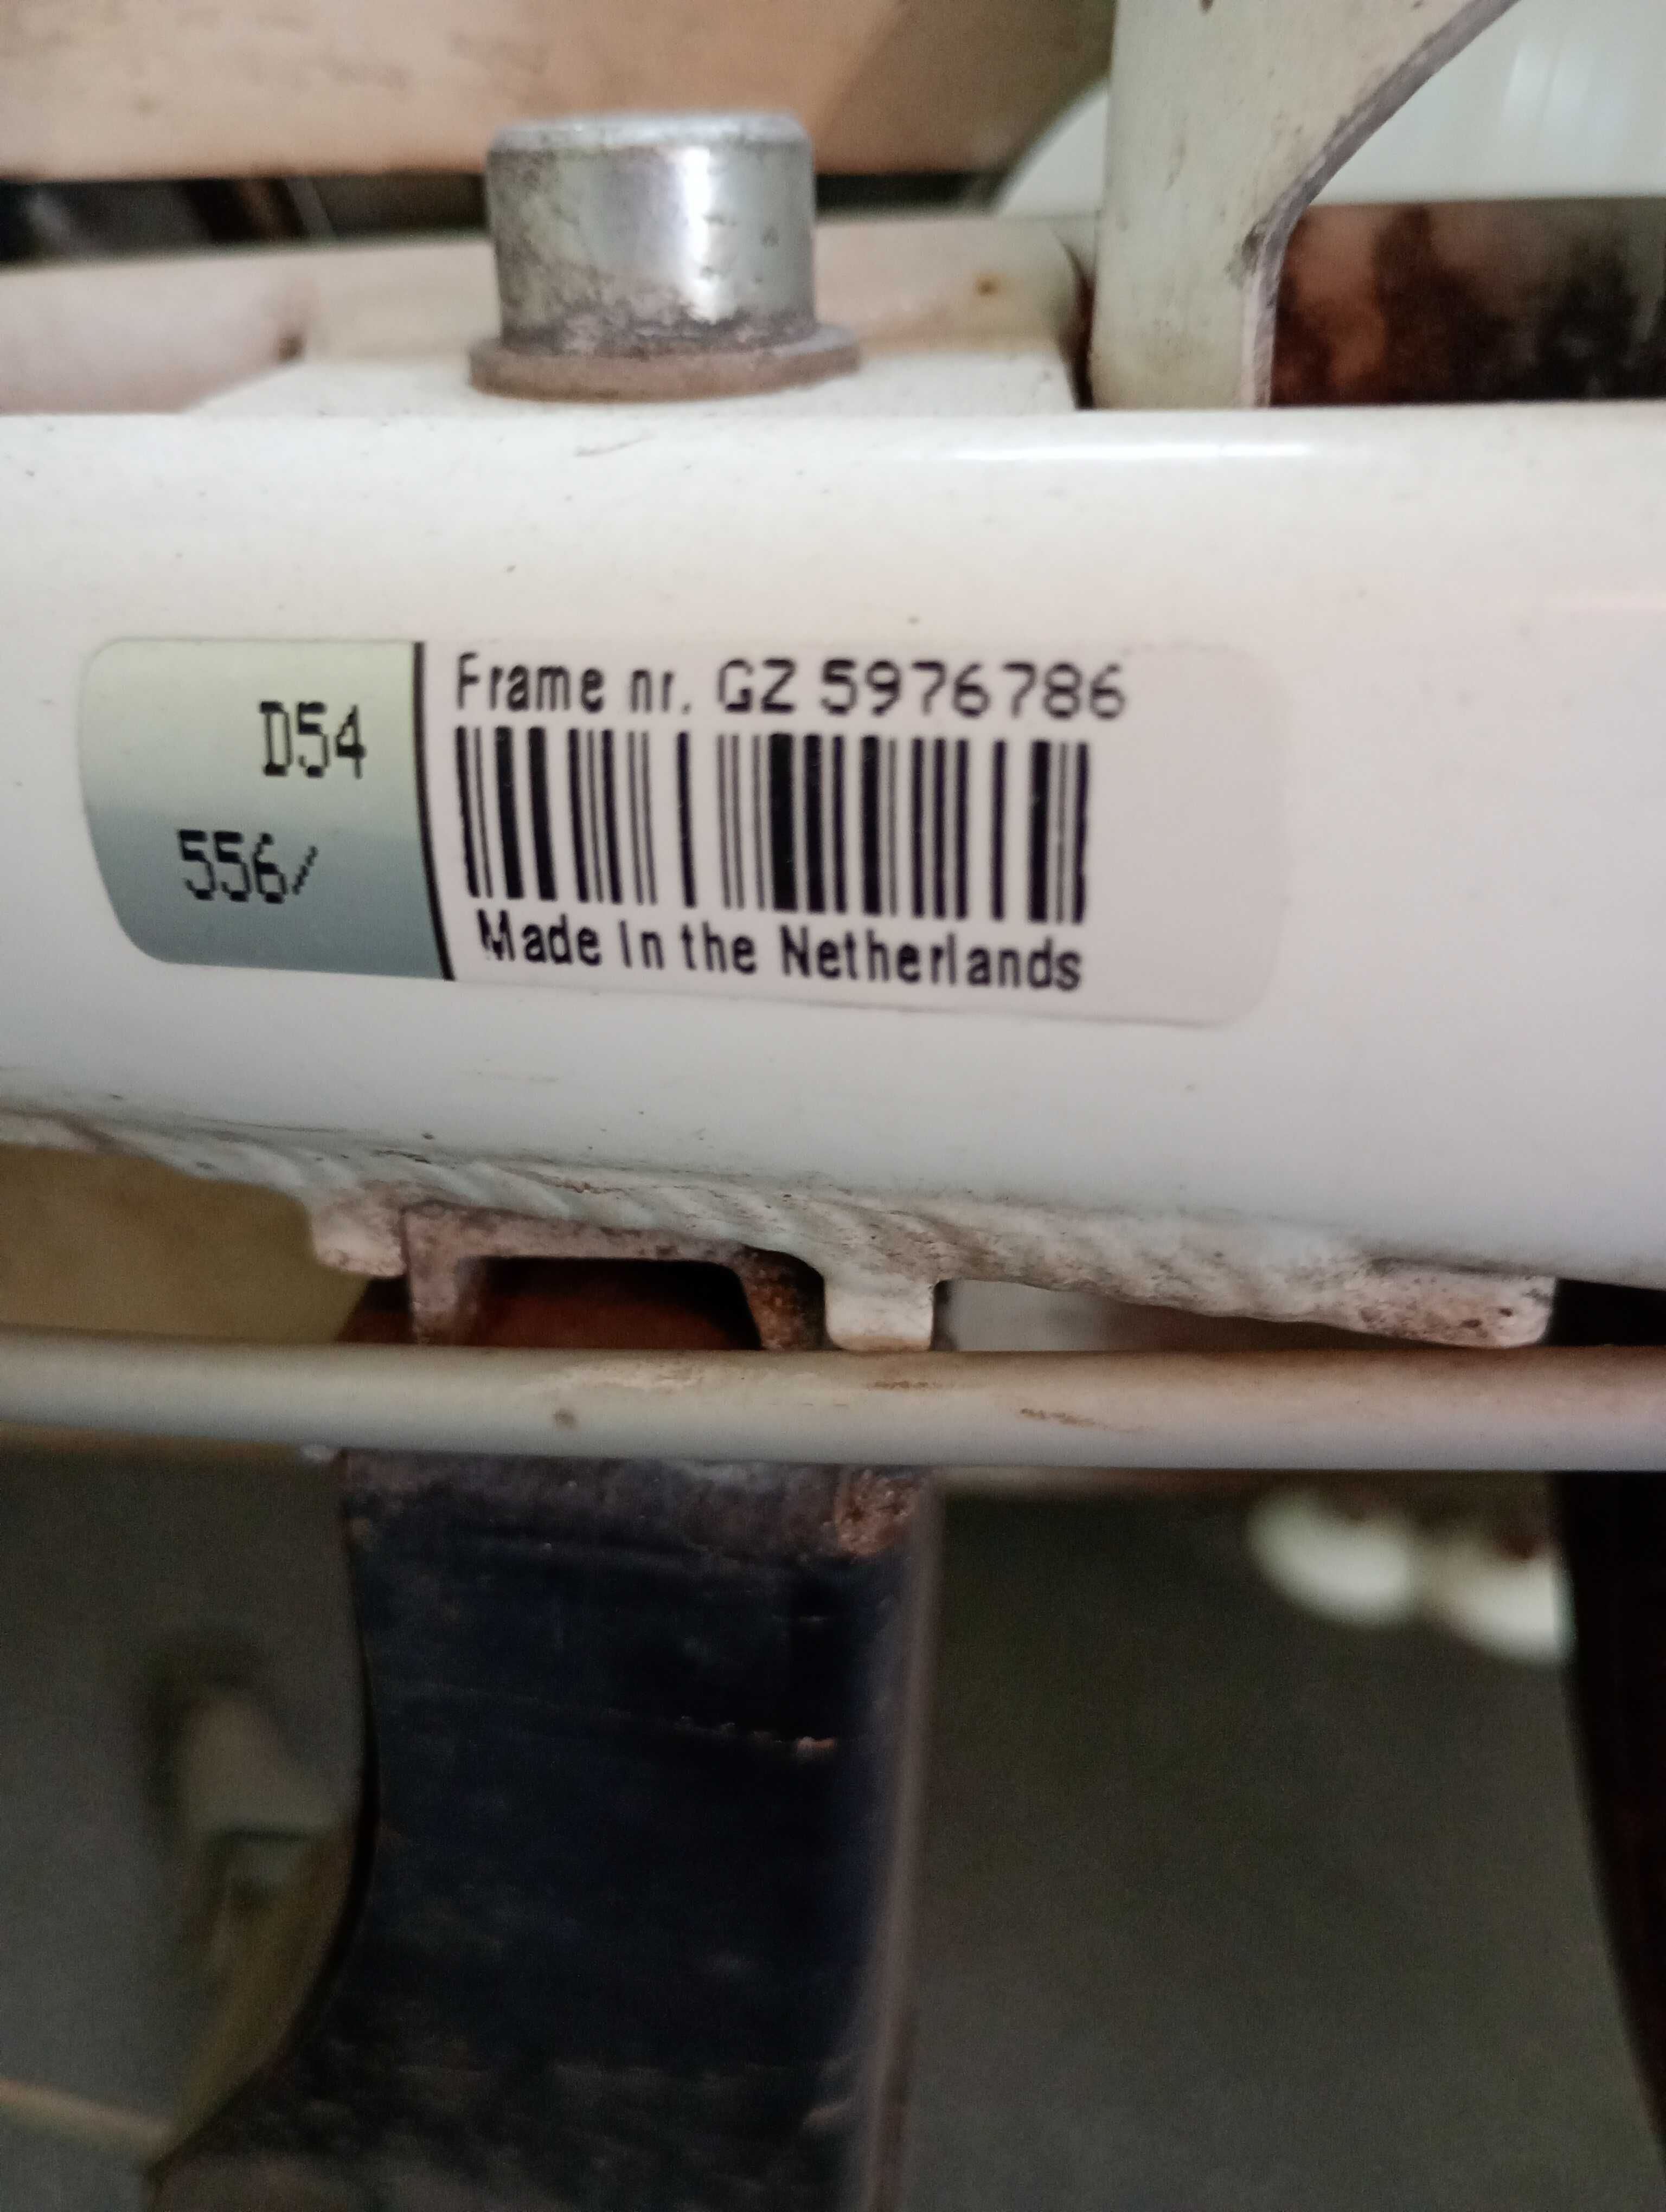 D54
556/
Frame nr. GZ 5976786
Made In the Netherlands